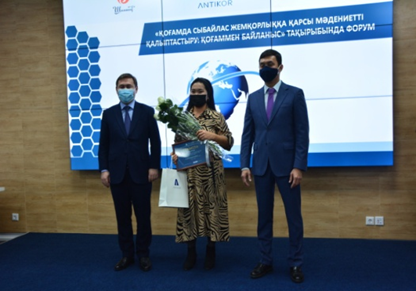 ANTIKOR
«ҚОҒАМДА СЫБАЙЛАС ЖЕМҚОРЛЫҚҚА ҚАРСЫ МӘДЕНИЕТТІ
ҚАЛЫПТАСТЫРУ: ҚОҒАММЕН БАЙЛАНЫС» ТАҚЫРЫБЫНДА ФОРУМ